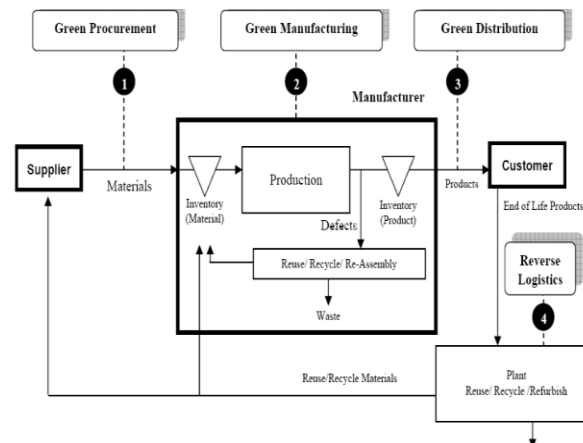 Green Procurement
Green Manufacturing
Green Distribution
1
2
3
Manufacturer
Supplier
Materials
Inventory
(Material)
Production
Inventory
(Product)
Products
Customer
Defects
End of Life Products
Reuse/ Recycle/ Re-Assembly
Waste
Reverse
Logistics
4
Reuse/Recycle Materials
Plant
Reuse/ Recycle /Refurbish